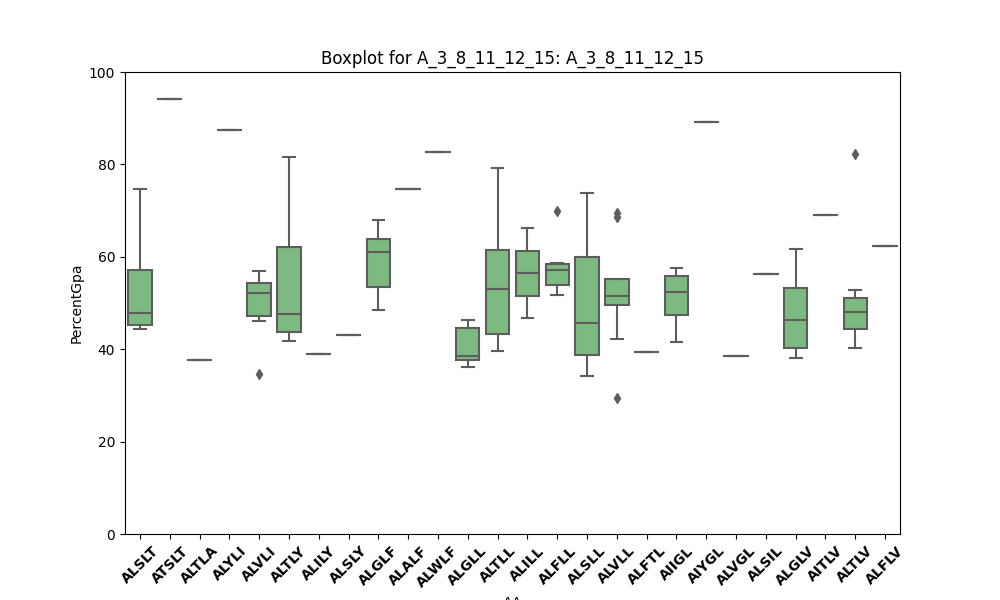 Boxplot for A_3_8_11_12_15: A_3_8_11_12_15
100
80
60
40
20
0
PercentGpa
ALSLT ATSLT ALTLA ALYLI ALVLI ALTLY ALILY ALSLY ALGLF ALALF ALWLF ALGLL ALTLL ALILL ALFLL ALSLL ALVLL ALFTL AIIGL AIYGL ALVGL ALSIL ALGLV AITLV ALTLV ALFLV